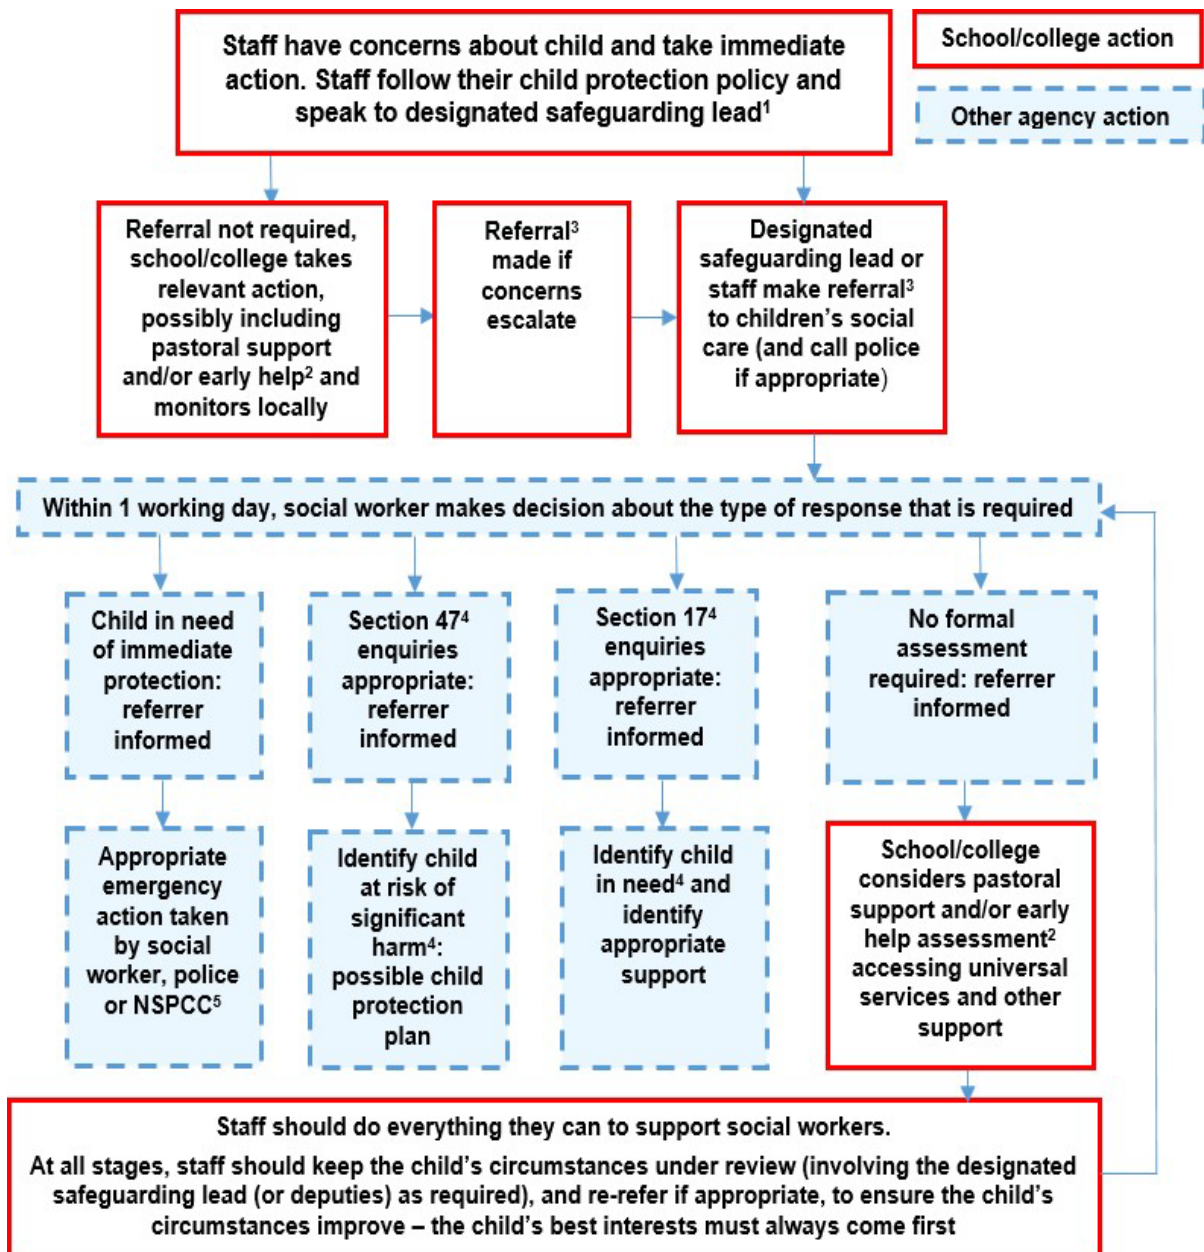 Staff have concerns about child and take immediate
action. Staff follow their child protection policy and
speak to designated safeguarding lead¹
School/college action
Other agency action
Referral not required,
school/college takes
relevant action,
possibly including
pastoral support
and/or early help² and
monitors locally
Referral³
made if
concerns
escalate
Designated
safeguarding lead or
staff make referral³
to children’s social
care (and call police
if appropriate)
Within 1 working day, social worker makes decision about the type of response that is required
Child in need
of immediate
protection:
referrer
informed
Section 47⁴
enquiries
appropriate:
referrer
informed
Section 17⁴
enquiries
appropriate:
referrer
informed
No formal
assessment
required: referrer
informed
Appropriate
emergency
action taken
by social
worker, police
or NSPCC⁵
Identify child
at risk of
significant
harm⁴:
possible child
protection
plan
Identify child
in need⁴ and
identify
appropriate
support
School/college
considers pastoral
support and/or early
help assessment²
accessing universal
services and other
support
Staff should do everything they can to support social workers.
At all stages, staff should keep the child’s circumstances under review (involving the designated
safeguarding lead (or deputies) as required), and re-refer if appropriate, to ensure the child’s
circumstances improve – the child’s best interests must always come first